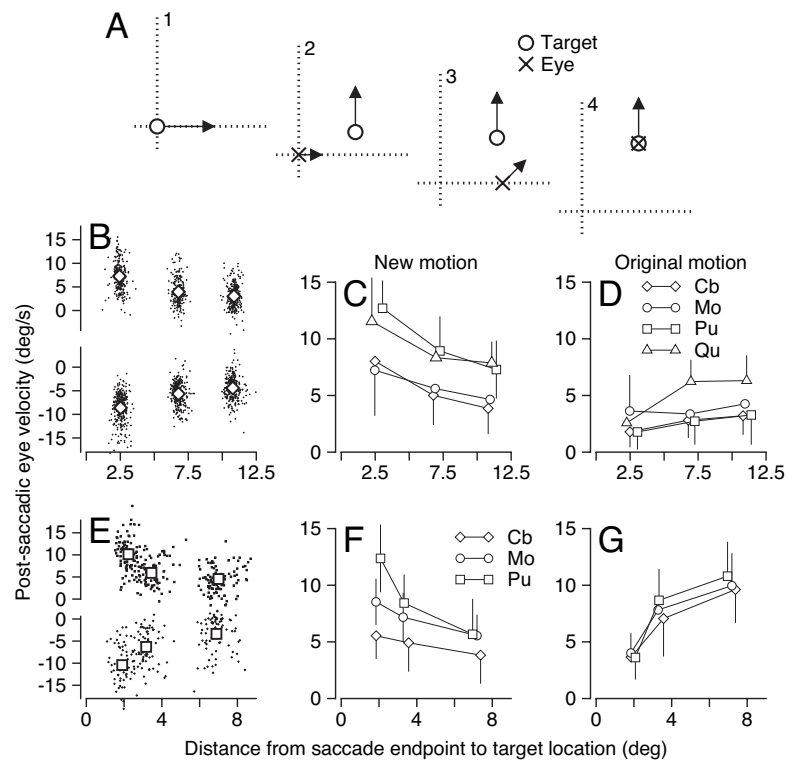 A
1
2
3
4
Target
Eye
B
15
10
5
0
0
-5
-10
-15
2.5 7.5 12.5
New motion
C
15
10
5
0
2.5 7.5 12.5
Original motion
D
Cb
Mo
Pu
Qu
15
10
5
0
2.5 7.5 12.5
Post-saccadic eye velocity (deg/s)
E
15
10
5
0
0
-5
-10
-15
0 4 8
F
Cb
Mo
Pu
15
10
5
0
0 4 8
G
15
10
5
0
0 4 8
Distance from saccade endpoint to target location (deg)